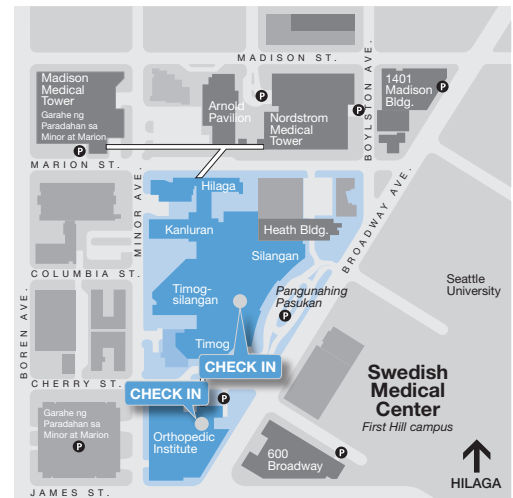 MADISON ST.
BOYLSTON AVE.
Madison
Medical
Tower
Garahe ng
Paradahan sa
Minor at Marion
P
Arnold
Pavilion
P
Nordstrom
Medical
Tower
P
1401
Madison
Bldg.
P
MARION ST.
MINOR AVE.
Hilaga
Kanluran
Heath Bldg.
Silangan
BROADWAY AVE.
COLUMBIA ST.
Timog-
silangan
Pangunahing
Pasukan
P
Seattle
University
BOREN AVE.
Timog
CHECK IN
CHERRY ST.
CHECK IN
P
Swedish
Medical
Center
First Hill campus
Garahe ng
Paradahan sa
Minor at Marion
P
Orthopedic
Institute
600
Broadway
P
HILAGA
JAMES ST.